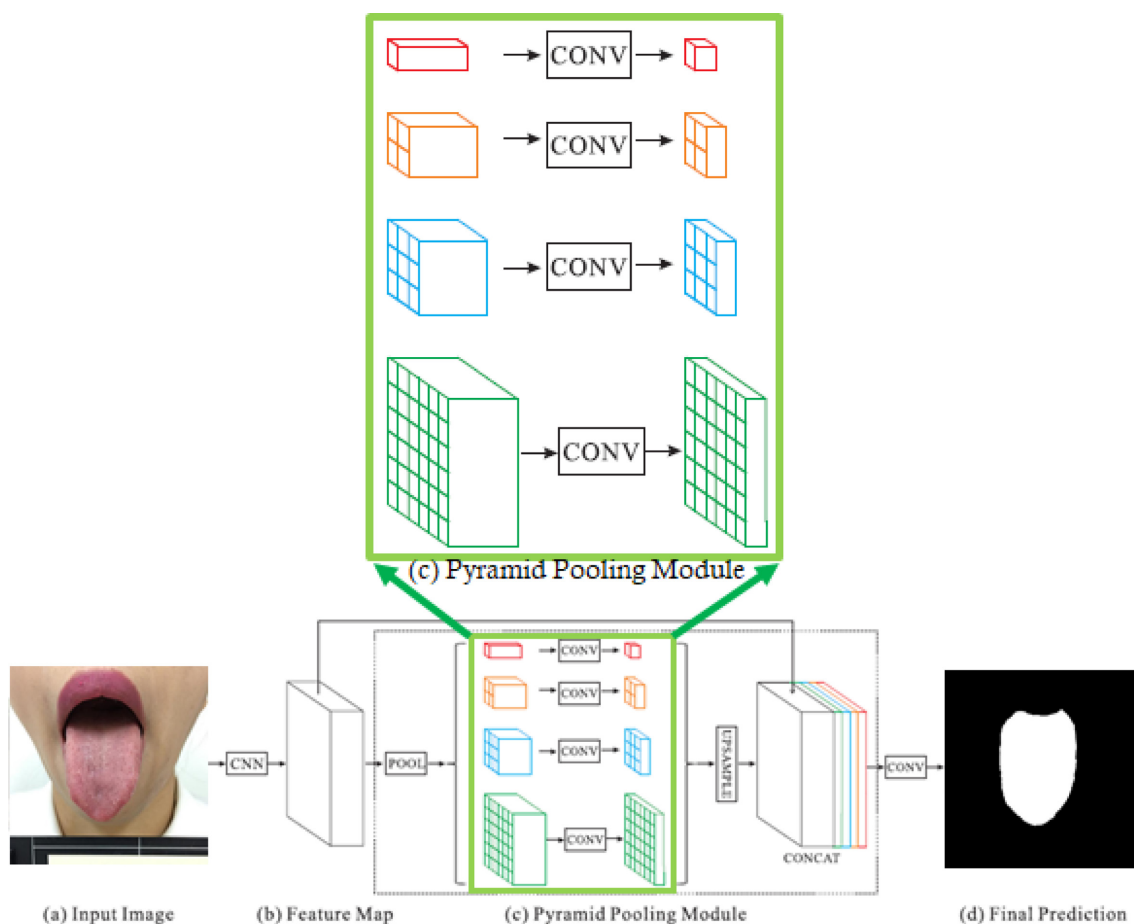 CONV
CONV
CONV
CONV
(c) Pyramid Pooling Module
CNN
POOL
CONV
CONV
CONV
CONV
UPSAMPLE
CONCAT
CONV
(a) Input Image
(b) Feature Map
(c) Pyramid Pooling Module
(d) Final Prediction